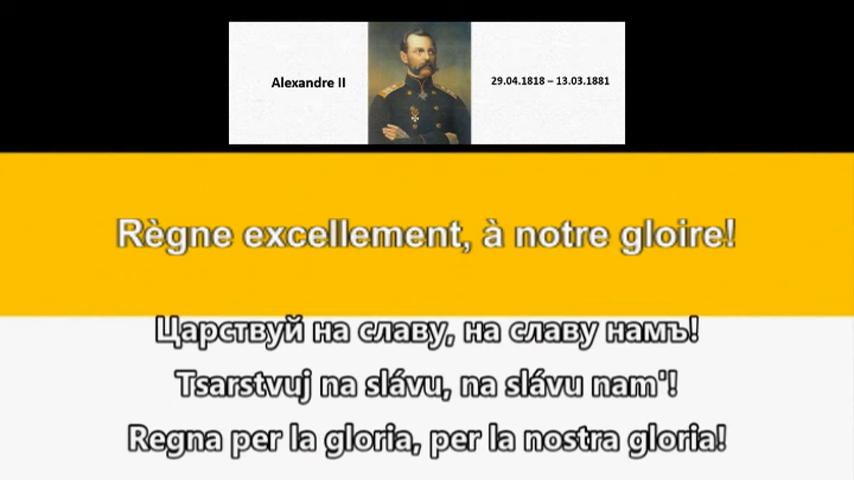 Alexandre II
29.04.1818 – 13.03.1881
Règne excellement, à notre gloire!
Царствуй на славу, на славу намъ!
Tsarstvuj na slávu, na slávu nam'!
Regna per la gloria, per la nostra gloria!